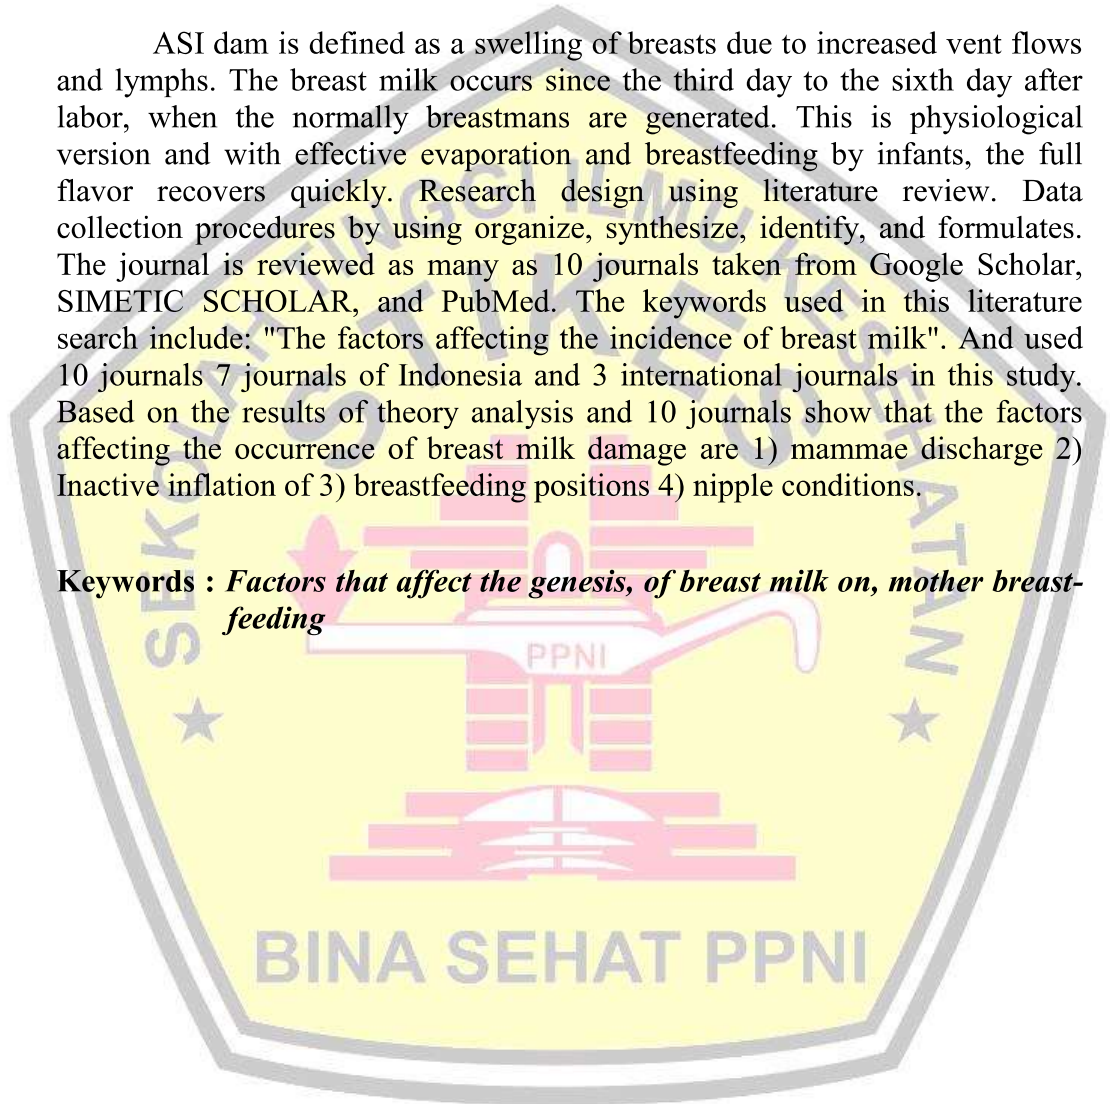 ASI dam is defined as a swelling of breasts due to increased vent flows
and lymphs. The breast milk occurs since the third day to the sixth day after
labor, when the normally breastmans are generated. This is physiological
version and with effective evaporation and breastfeeding by infants, the full
flavor recovers quickly. Research design using literature review. Data
collection procedures by using organize, synthesize, identify, and formulates.
The journal is reviewed as many as 10 journals taken from Google Scholar,
SIMETIC SCHOLAR, and PubMed. The keywords used in this literature
search include: "The factors affecting the incidence of breast milk". And used
10 journals 7 journals of Indonesia and 3 international journals in this study.
Based on the results of theory analysis and 10 journals show that the factors
affecting the occurrence of breast milk damage are 1) mammae discharge 2)
Inactive inflation of 3) breastfeeding positions 4) nipple conditions.
Keywords : Factors that affect the genesis, of breast milk on, mother breast-
feeding
SEKOLAH TINGGI ILMU KESEHATAN
STIKES
PPNI
BINA SEHAT PPNI